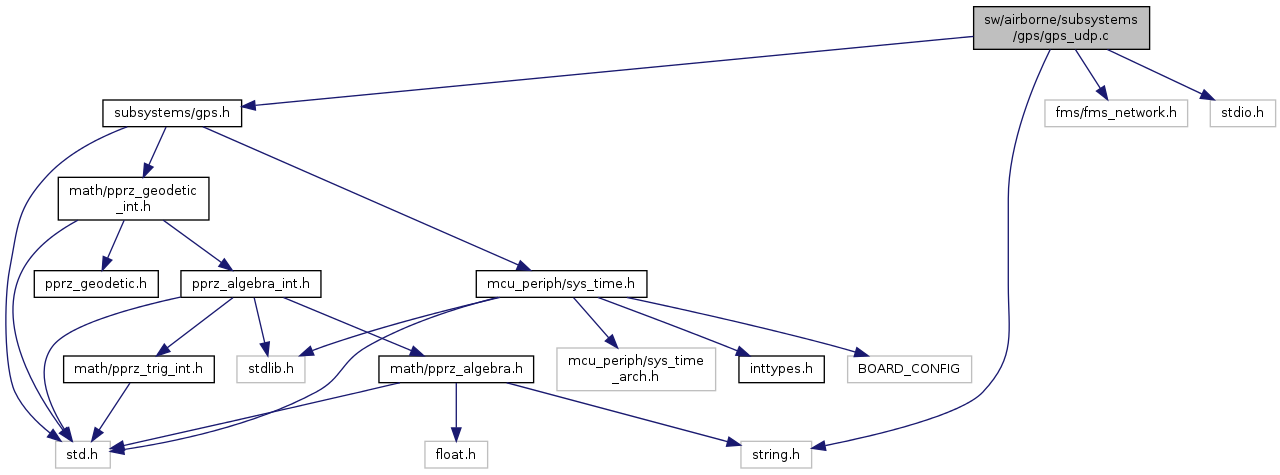 sw/airborne/subsystems
/gps/gps_udp.c
subsystems/gps.h
fms/fms_network.h
stdio.h
math/pprz_geodetic
_int.h
pprz_geodetic.h
pprz_algebra_int.h
mcu_periph/sys_time.h
math/pprz_trig_int.h
stdlib.h
math/pprz_algebra.h
mcu_periph/sys_time
_arch.h
inttypes.h
BOARD_CONFIG
std.h
float.h
string.h